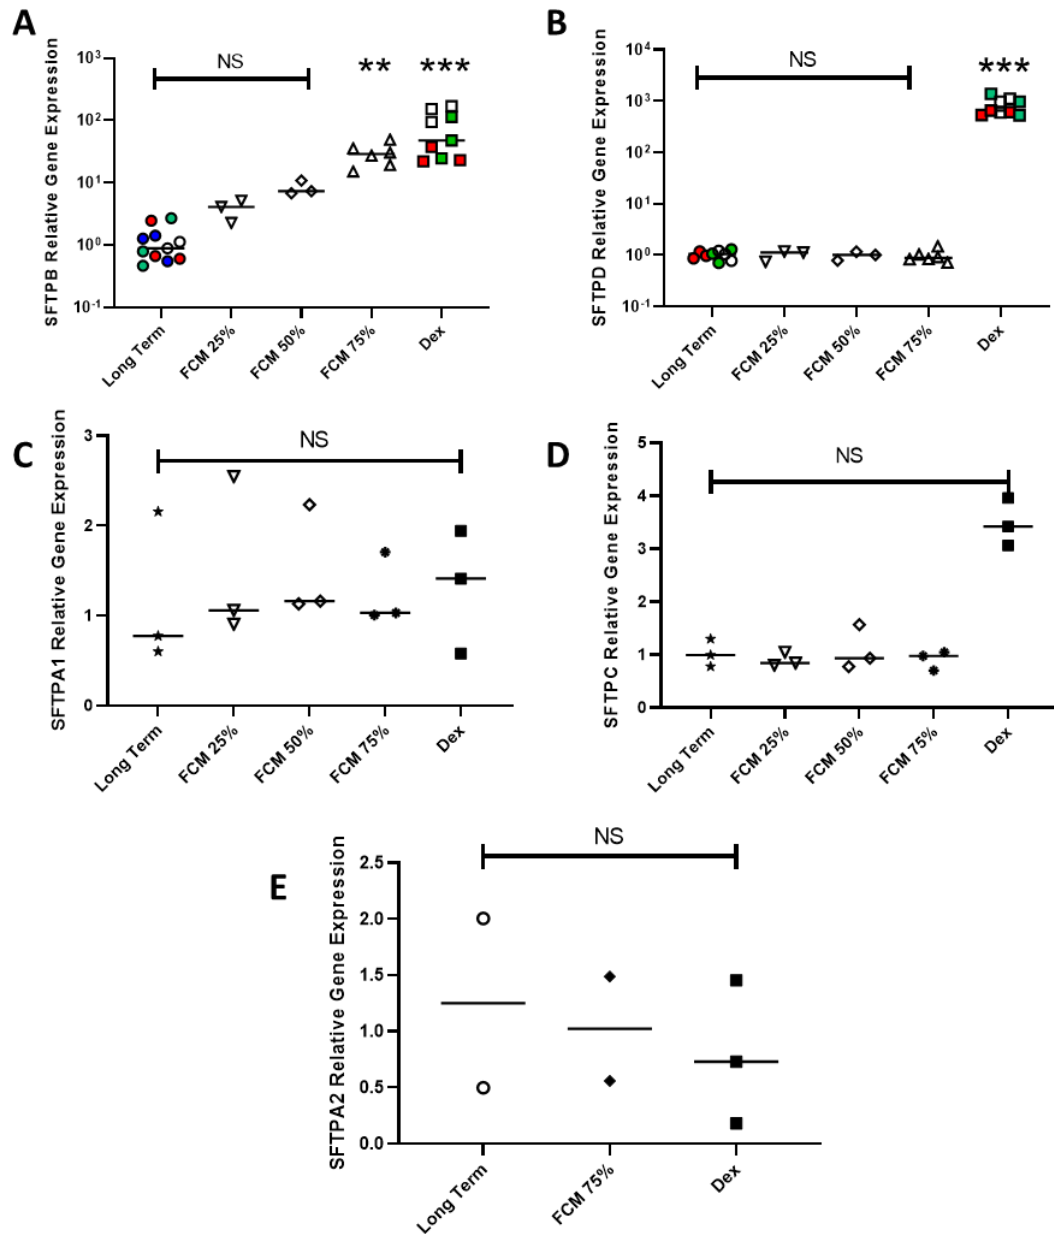 A
SFTPB Relative Gene Expression
10³
10²
10¹
10⁰
10⁻¹
NS
**
***
Long Term
FCM 25%
FCM 50%
FCM 75%
Dex
B
SFTPD Relative Gene Expression
10⁴
10³
10²
10¹
10⁰
10⁻¹
NS
***
Long Term
FCM 25%
FCM 50%
FCM 75%
Dex
C
SFTPA1 Relative Gene Expression
3
2
1
0
NS
Long Term
FCM 25%
FCM 50%
FCM 75%
Dex
D
SFTPC Relative Gene Expression
5
4
3
2
1
0
NS
Long Term
FCM 25%
FCM 50%
FCM 75%
Dex
E
SFTPA2 Relative Gene Expression
2.5
2.0
1.5
1.0
0.5
0.0
NS
Long Term
FCM 75%
Dex